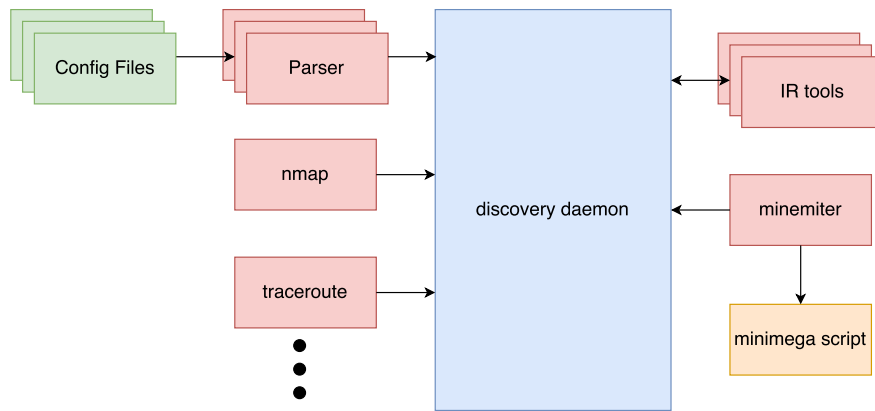 Config Files
Parser
IR tools
nmap
discovery daemon
minemiter
traceroute
minimega script